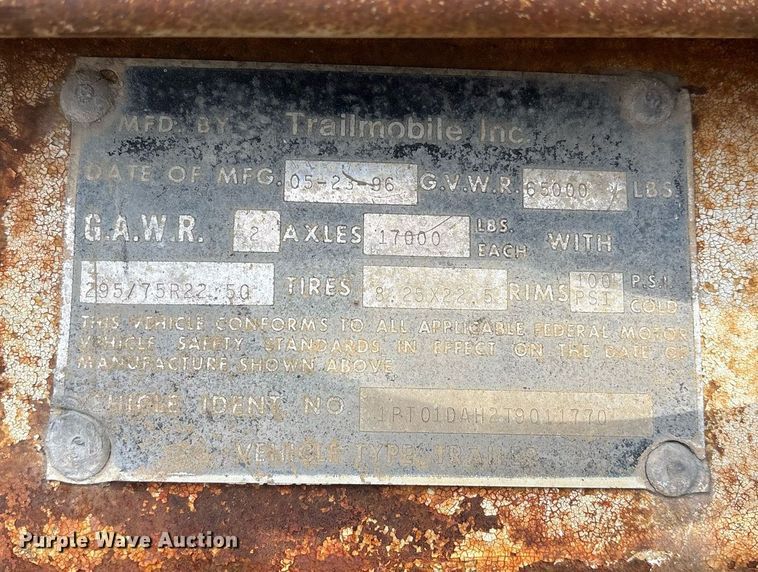 MFD. BY Trailmobile Inc.
DATE OF MFG. 05-23-96 G.V.W.R. 65000 LBS.
G.A.W.R. 2 AXLES 17000 LBS. EACH WITH
295/75R22.5G TIRES 8.25X22.5 RIMS 100 PSI P.S.I. COLD
THIS VEHICLE CONFORMS TO ALL APPLICABLE FEDERAL MOTOR
VEHICLE SAFETY STANDARDS IN EFFECT ON THE DATE OF
MANUFACTURE SHOWN ABOVE
VEHICLE IDENT. NO. 1PT01DAH2T9011770
VEHICLE TYPE, TRAILER
Purple Wave Auction